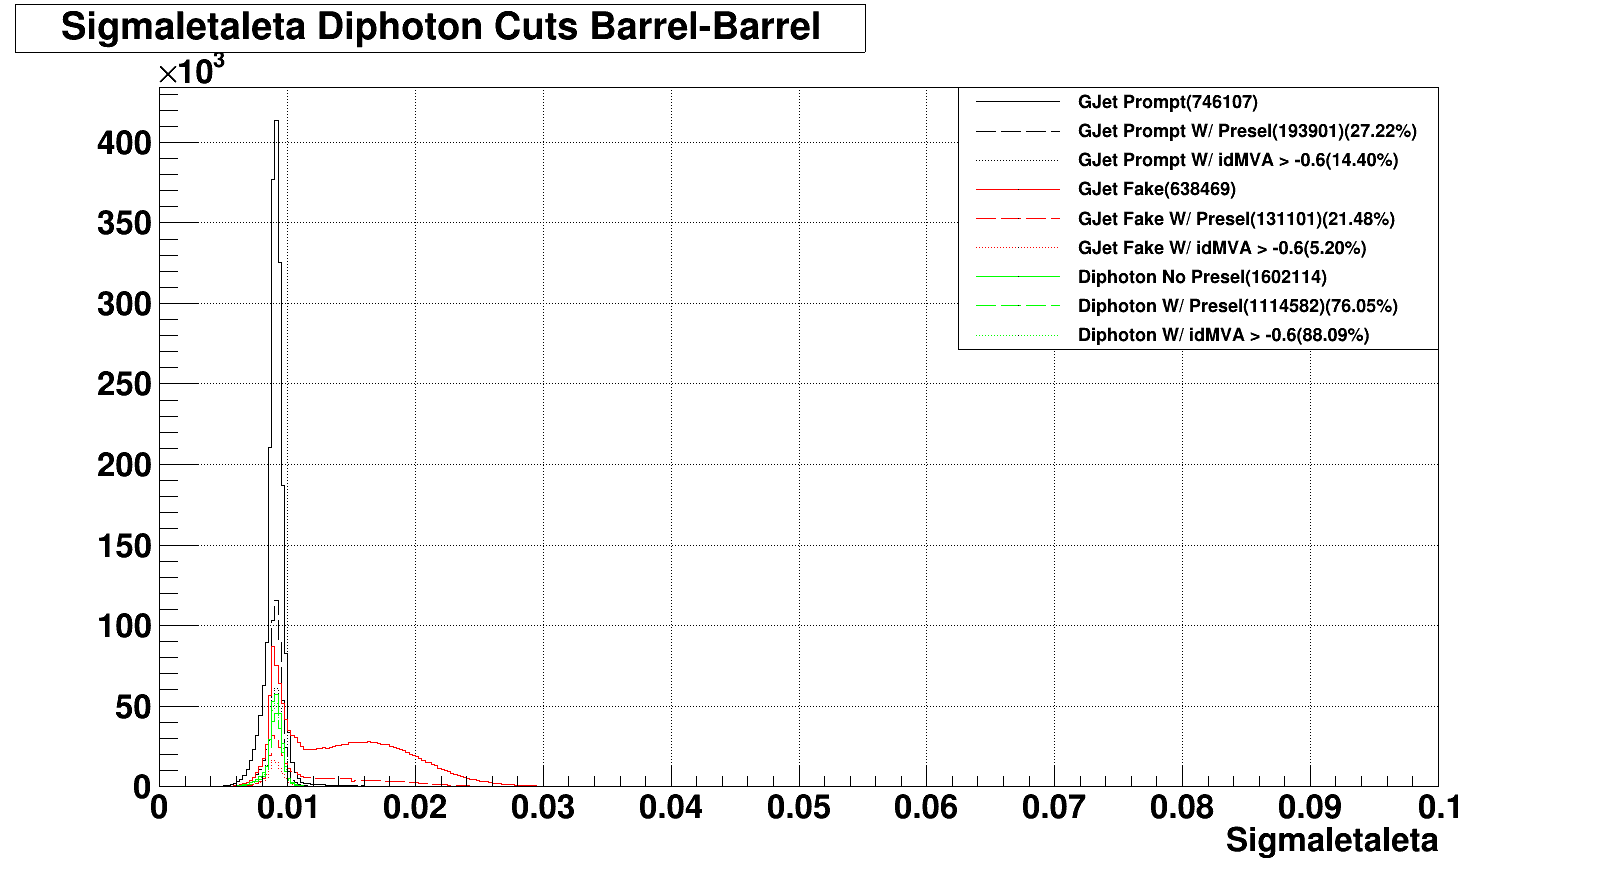 SigmaIetaIeta Diphoton Cuts Barrel-Barrel
×10³
400
350
300
250
200
150
100
50
0
GJet Prompt(746107)
GJet Prompt W/ Presel(193901)(27.22%)
GJet Prompt W/ idMVA > -0.6(14.40%)
GJet Fake(638469)
GJet Fake W/ Presel(131101)(21.48%)
GJet Fake W/ idMVA > -0.6(5.20%)
Diphoton No Presel(1602114)
Diphoton W/ Presel(1114582)(76.05%)
Diphoton W/ idMVA > -0.6(88.09%)
0 0.01 0.02 0.03 0.04 0.05 0.06 0.07 0.08 0.09 0.1
SigmaIetaIeta